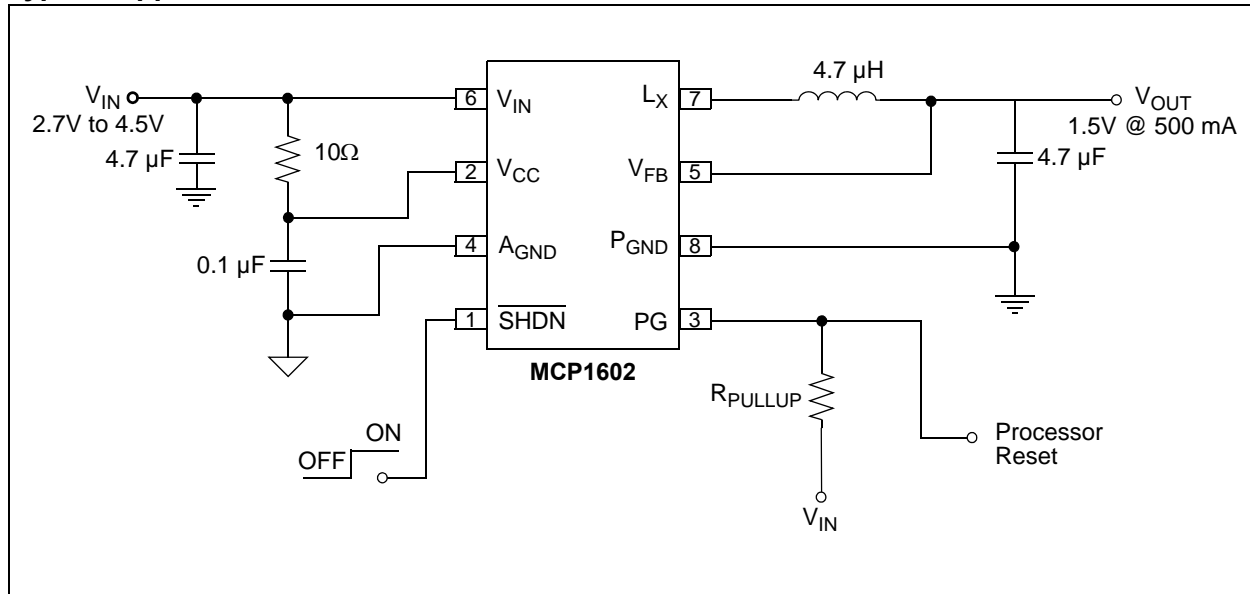 V_IN
2.7V to 4.5V
4.7 µF
10Ω
0.1 µF
OFF
ON
6 V_IN
2 V_CC
4 A_GND
1 SHDN
L_X 7
V_FB 5
P_GND 8
PG 3
MCP1602
4.7 µH
V_OUT
1.5V @ 500 mA
4.7 µF
R_PULLUP
V_IN
Processor
Reset